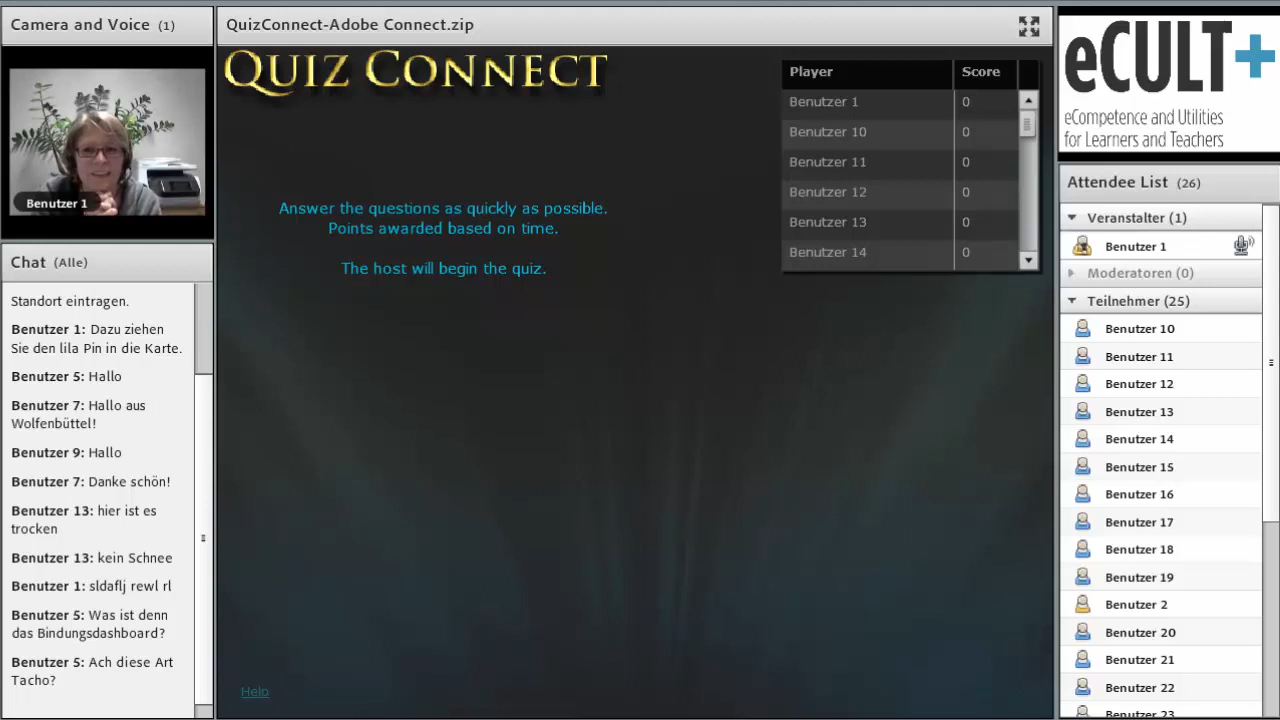 Camera and Voice (1)
Benutzer 1
Chat (Alle)
Standort eintragen.
Benutzer 1: Dazu ziehen
Sie den lila Pin in die Karte.
Benutzer 5: Hallo
Benutzer 7: Hallo aus
Wolfenbüttel!
Benutzer 9: Hallo
Benutzer 7: Danke schön!
Benutzer 13: hier ist es
trocken
Benutzer 13: kein Schnee
Benutzer 1: sldaflj rewl rl
Benutzer 5: Was ist denn
das Bindungsdashboard?
Benutzer 5: Ach diese Art
Tacho?
QuizConnect-Adobe Connect.zip
QUIZ CONNECT
Answer the questions as quickly as possible.
Points awarded based on time.
The host will begin the quiz.
Player Score
Benutzer 1 0
Benutzer 10 0
Benutzer 11 0
Benutzer 12 0
Benutzer 13 0
Benutzer 14 0
Help
eCULT+
eCompetence and Utilities
for Learners and Teachers
Attendee List (26)
Veranstalter (1)
Benutzer 1
Moderatoren (0)
Teilnehmer (25)
Benutzer 10
Benutzer 11
Benutzer 12
Benutzer 13
Benutzer 14
Benutzer 15
Benutzer 16
Benutzer 17
Benutzer 18
Benutzer 19
Benutzer 2
Benutzer 20
Benutzer 21
Benutzer 22
Benutzer 23